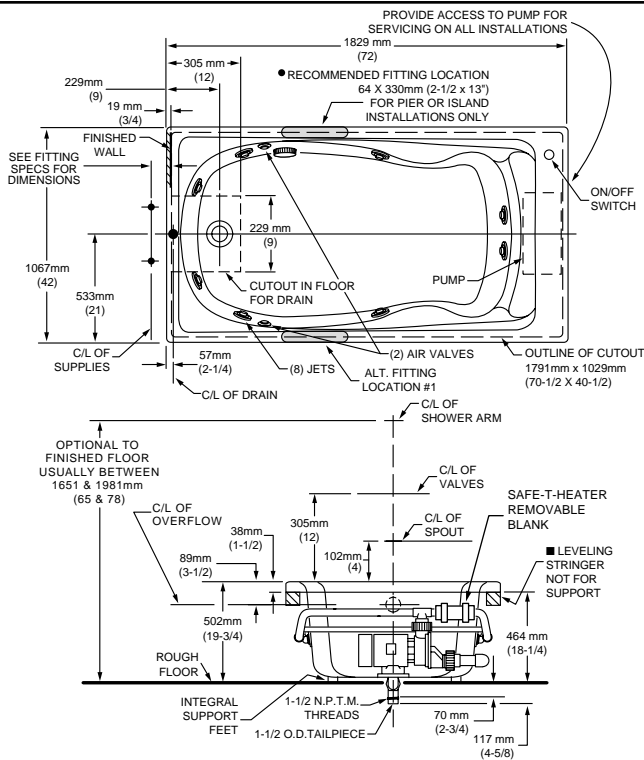 PROVIDE ACCESS TO PUMP FOR
SERVICING ON ALL INSTALLATIONS
1829 mm
(72)
305 mm
(12)
229mm
(9)
19 mm
(3/4)
● RECOMMENDED FITTING LOCATION
64 X 330mm (2-1/2 x 13")
FOR PIER OR ISLAND
INSTALLATIONS ONLY
FINISHED
WALL
SEE FITTING
SPECS FOR
DIMENSIONS
ON/OFF
SWITCH
229 mm
(9)
1067mm
(42)
533mm
(21)
PUMP
CUTOUT IN FLOOR
FOR DRAIN
C/L OF
SUPPLIES
57mm
(2-1/4)
(8) JETS
(2) AIR VALVES
ALT. FITTING
LOCATION #1
OUTLINE OF CUTOUT
1791mm x 1029mm
(70-1/2 X 40-1/2)
C/L OF DRAIN
C/L OF
SHOWER ARM
OPTIONAL TO
FINISHED FLOOR
USUALLY BETWEEN
1651 & 1981mm
(65 & 78)
C/L OF
VALVES
C/L OF
OVERFLOW
305mm
(12)
C/L OF
SPOUT
SAFE-T-HEATER
REMOVABLE
BLANK
38mm
(1-1/2)
89mm
(3-1/2)
102mm
(4)
■ LEVELING
STRINGER
NOT FOR
SUPPORT
502mm
(19-3/4)
464 mm
(18-1/4)
ROUGH
FLOOR
INTEGRAL
SUPPORT
FEET
1-1/2 N.P.T.M.
THREADS
1-1/2 O.D.TAILPIECE
70 mm
(2-3/4)
117 mm
(4-5/8)